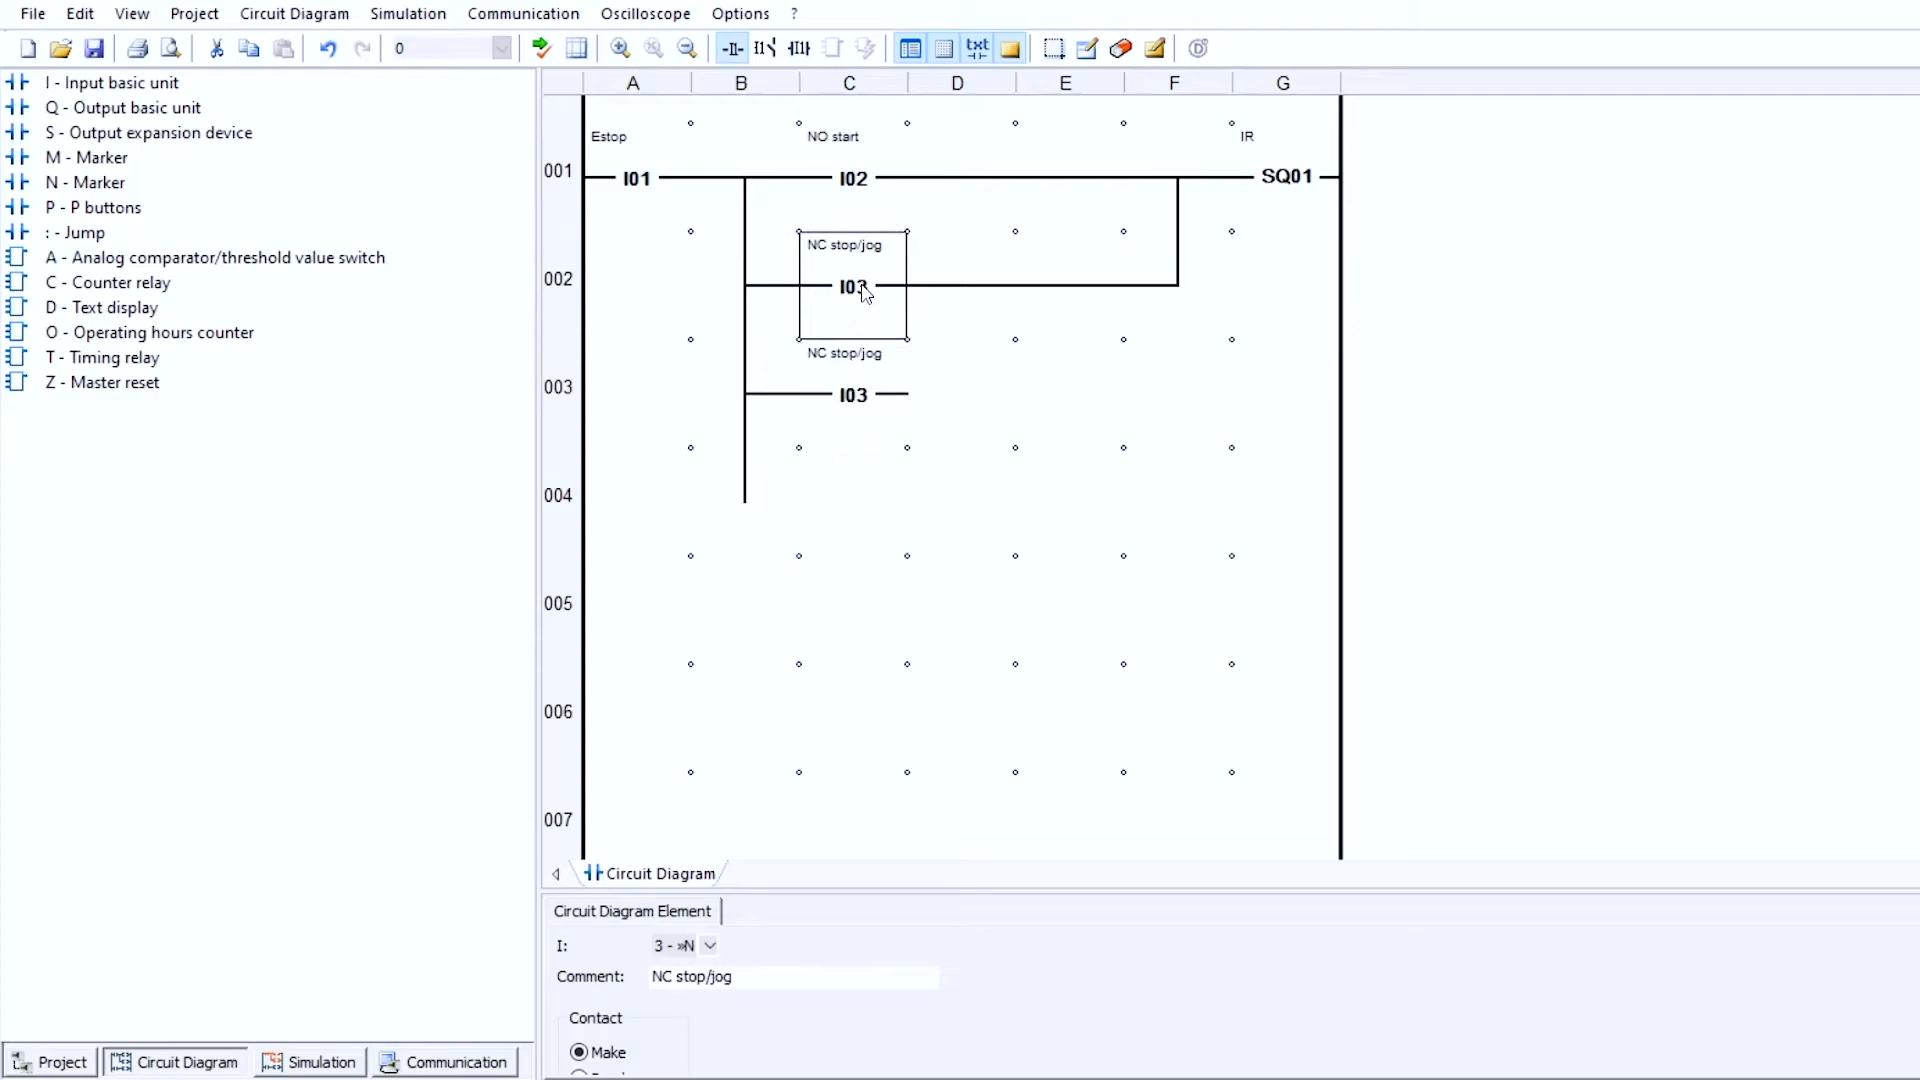 File Edit View Project Circuit Diagram Simulation Communication Oscilloscope Options ?
0
txt
I - Input basic unit
Q - Output basic unit
S - Output expansion device
M - Marker
N - Marker
P - P buttons
: - Jump
A - Analog comparator/threshold value switch
C - Counter relay
D - Text display
O - Operating hours counter
T - Timing relay
Z - Master reset
A B C D E F G
Estop NO start IR
001 I01 I02 SQ01
NC stop/jog
002 I03
NC stop/jog
003 I03
004
005
006
007
Circuit Diagram
Circuit Diagram Element
I: 3 - »N
Comment: NC stop/jog
Contact
Make
Project Circuit Diagram Simulation Communication